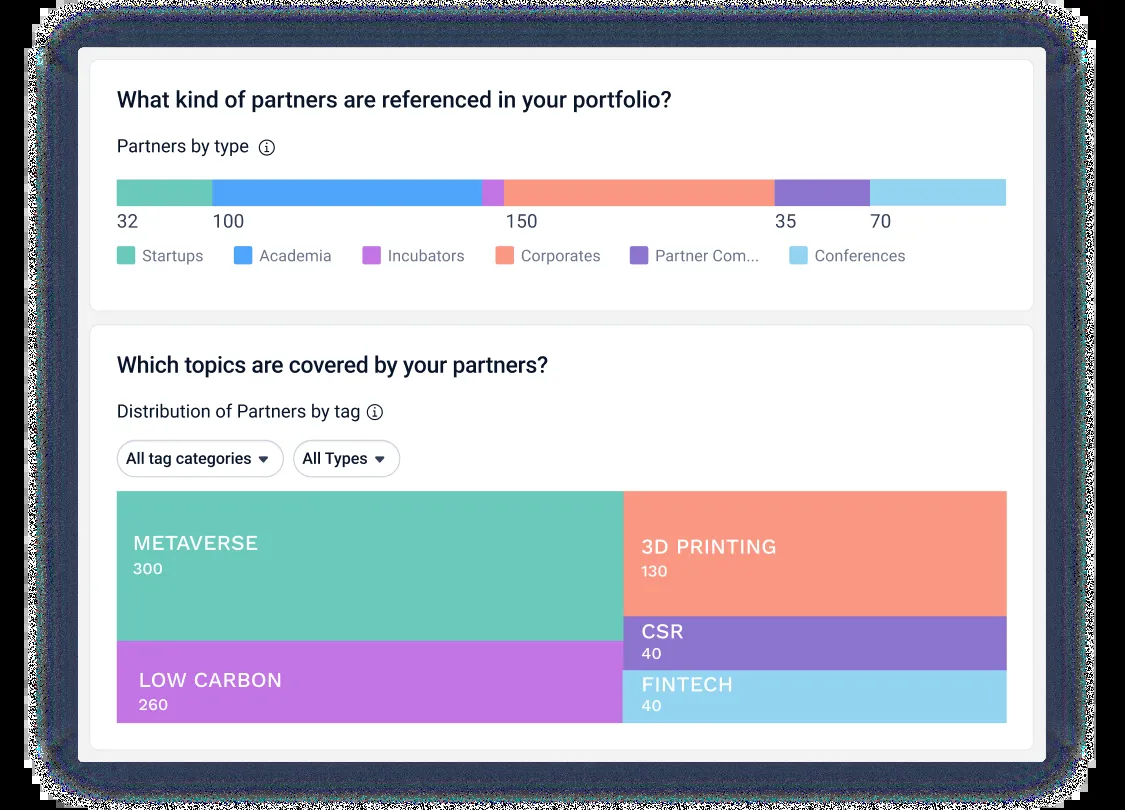 What kind of partners are referenced in your portfolio?
Partners by type
32 100 150 35 70
Startups Academia Incubators Corporates Partner Com... Conferences
Which topics are covered by your partners?
Distribution of Partners by tag
All tag categories All Types
METAVERSE
300
3D PRINTING
130
CSR
40
LOW CARBON
260
FINTECH
40